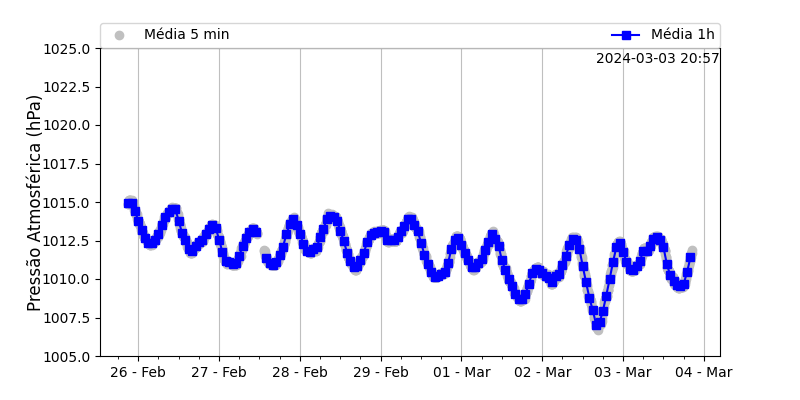 Média 5 min
Média 1h
2024-03-03 20:57
Pressão Atmosférica (hPa)
1025.0
1022.5
1020.0
1017.5
1015.0
1012.5
1010.0
1007.5
1005.0
26 - Feb
27 - Feb
28 - Feb
29 - Feb
01 - Mar
02 - Mar
03 - Mar
04 - Mar